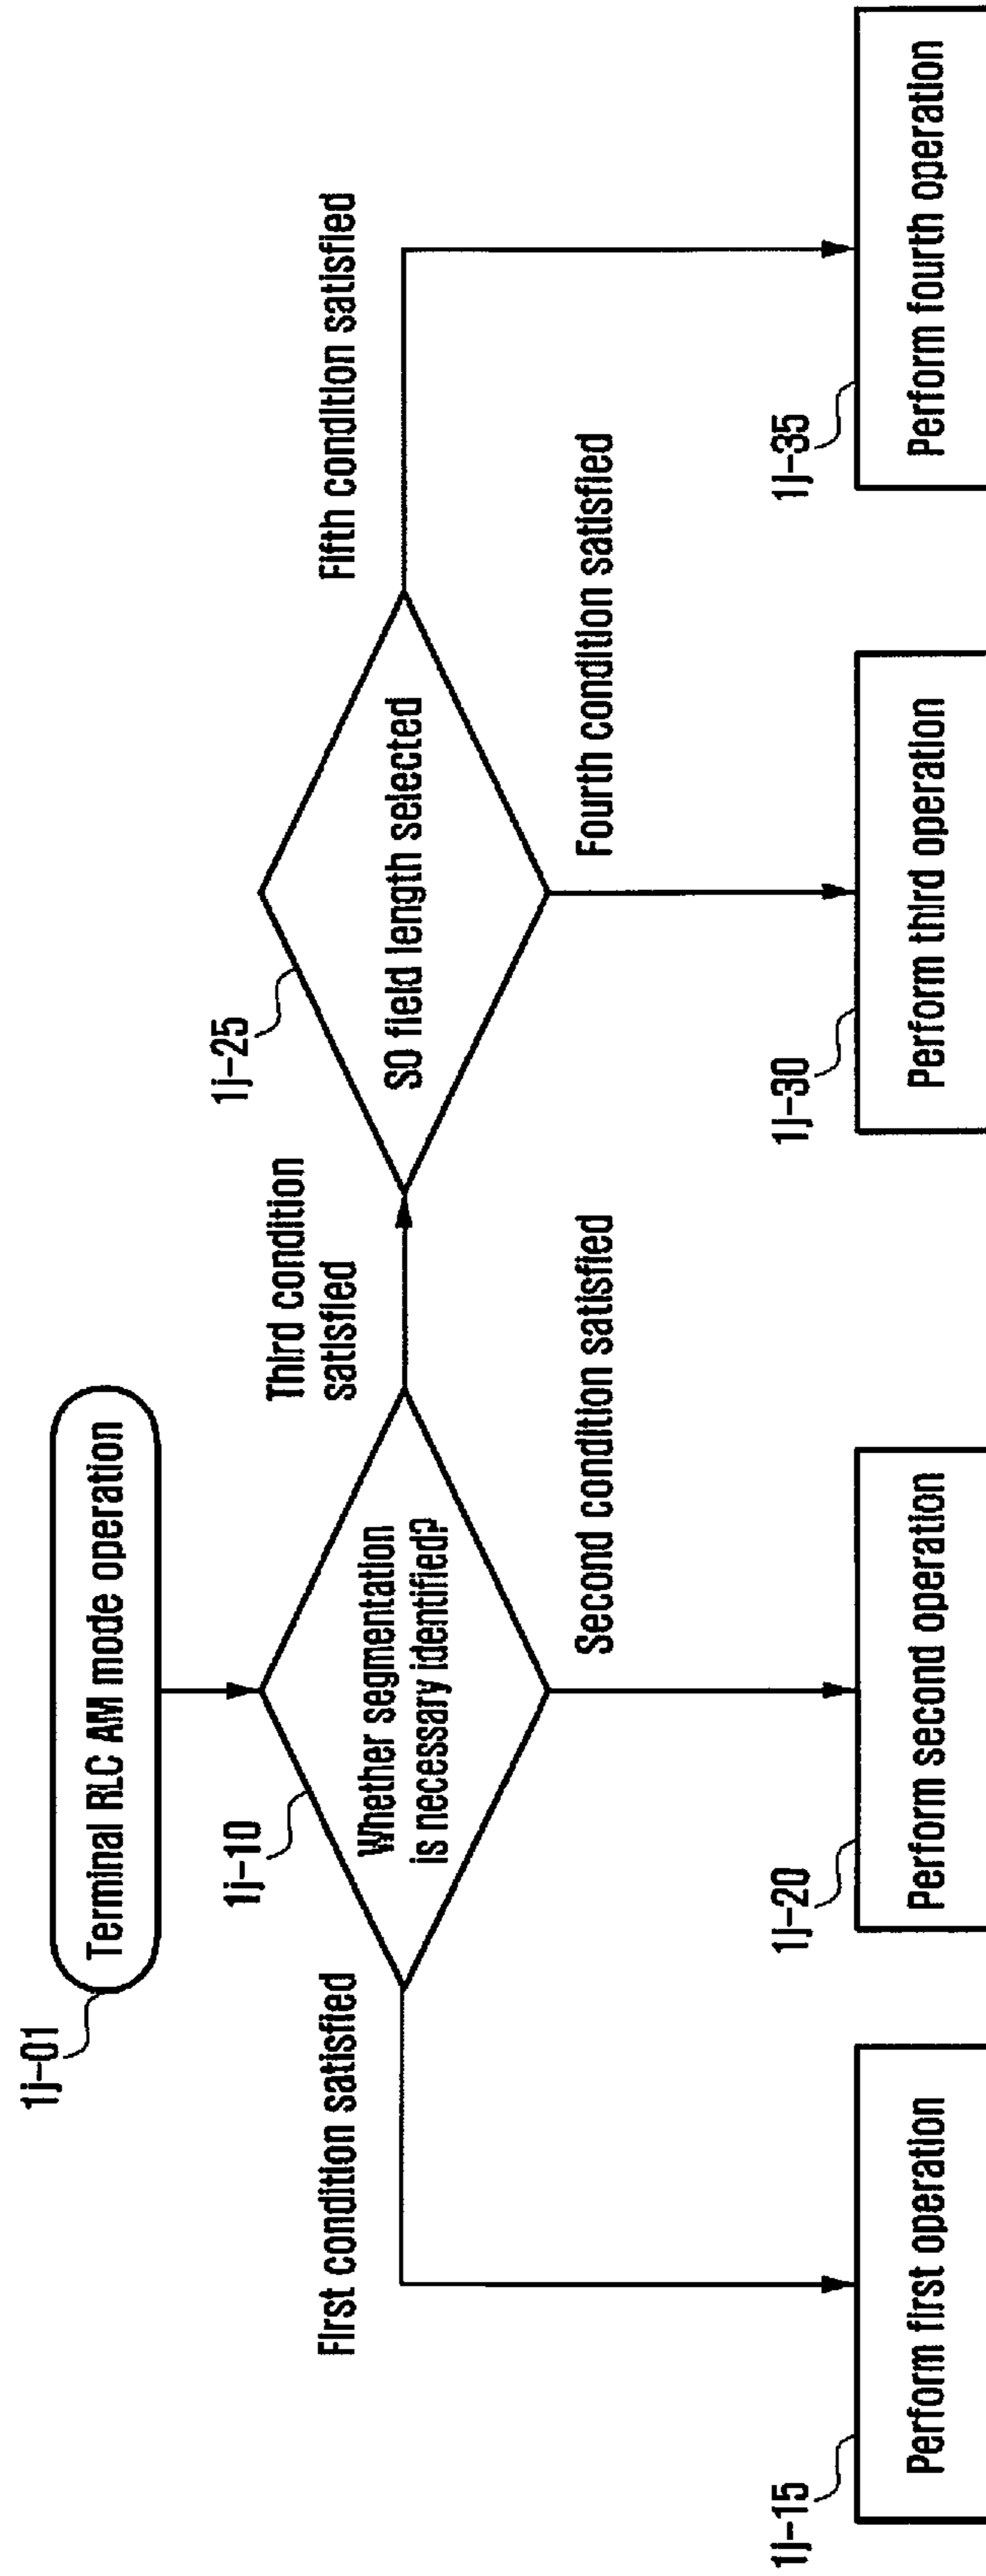 1j-01
Terminal RLC AM mode operation
1j-10
Whether segmentation
is necessary identified?
First condition satisfied
Second condition satisfied
Third condition
satisfied
1j-25
SO field length selected
Fourth condition satisfied
Fifth condition satisfied
1j-15
Perform first operation
1j-20
Perform second operation
1j-30
Perform third operation
1j-35
Perform fourth operation